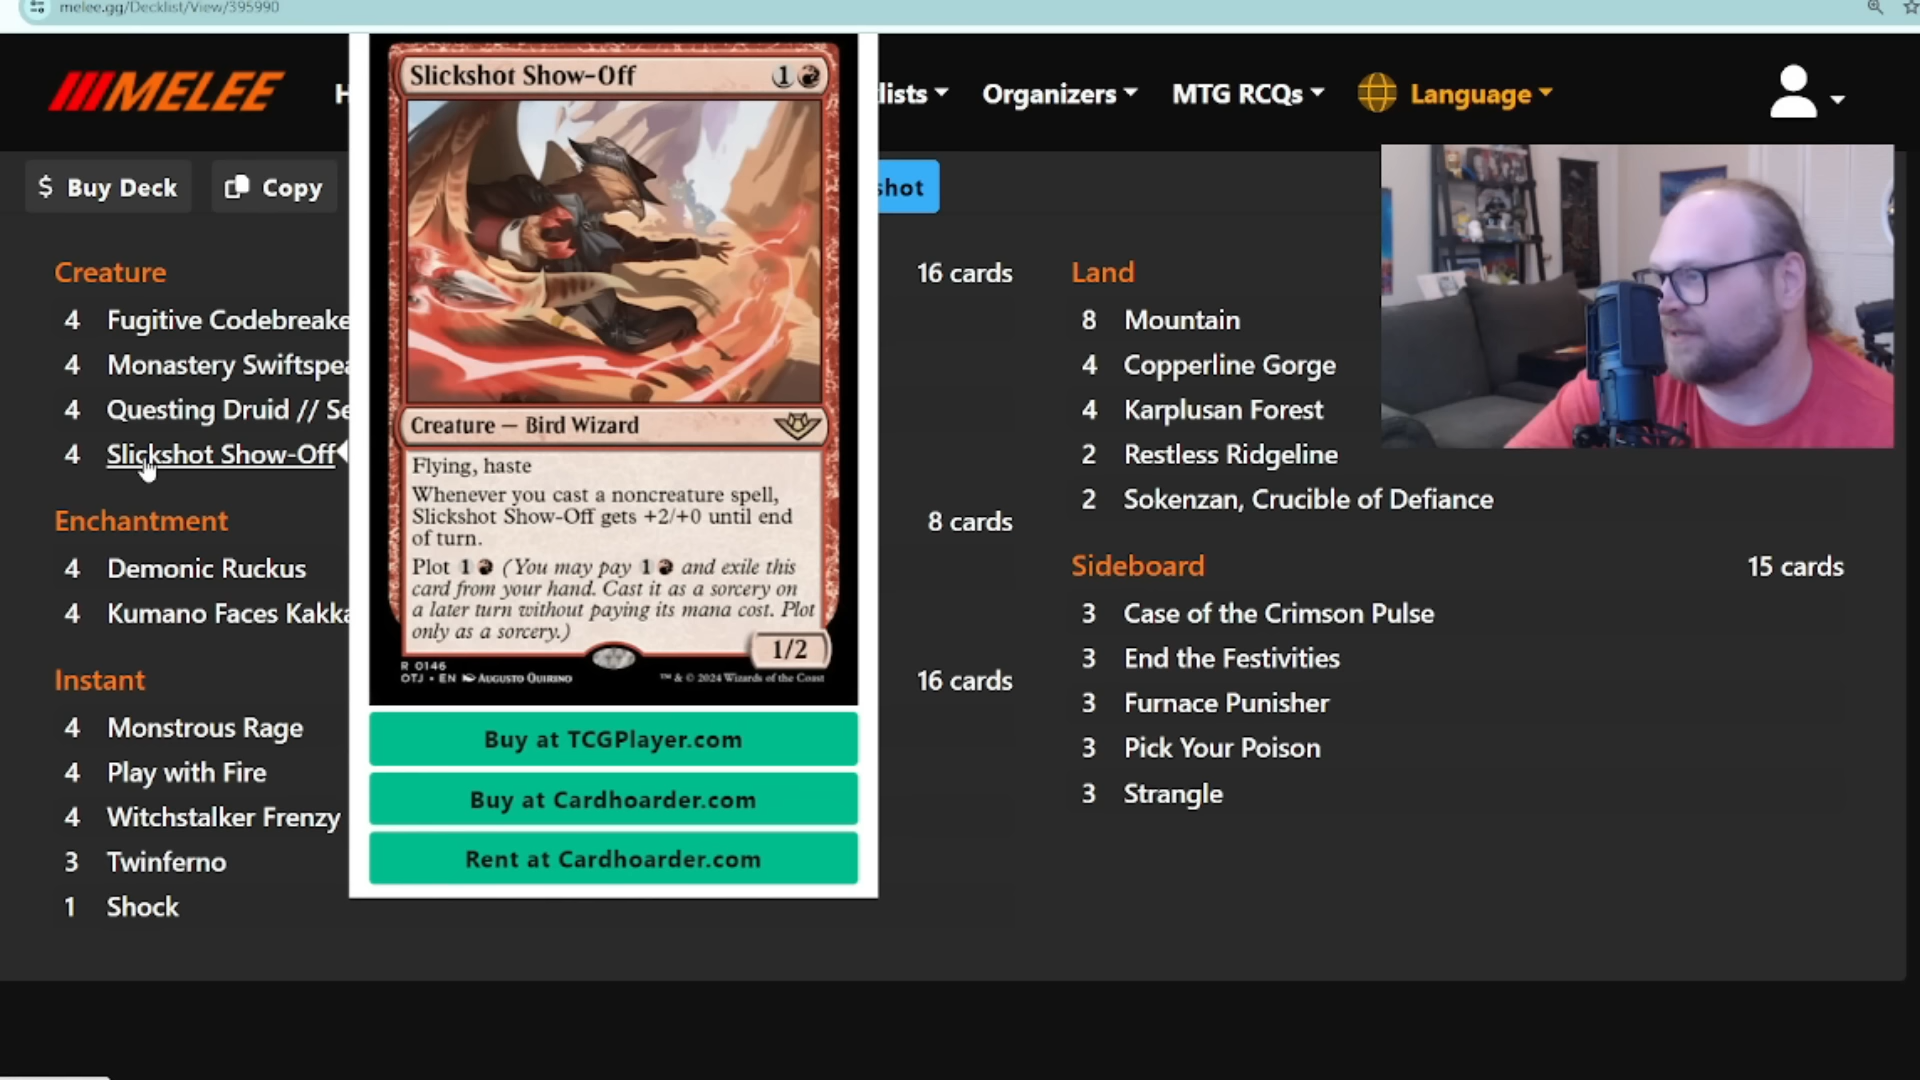 melee.gg/Decklist/View/395990
MELEE
H
lists
Organizers
MTG RCQs
Language
$ Buy Deck
Copy
shot
Creature
16 cards
4 Fugitive Codebreake
4 Monastery Swiftspea
4 Questing Druid // Se
4 Slickshot Show-Off
Enchantment
8 cards
4 Demonic Ruckus
4 Kumano Faces Kakka
Instant
16 cards
4 Monstrous Rage
4 Play with Fire
4 Witchstalker Frenzy
3 Twinferno
1 Shock
Slickshot Show-Off 1
Creature — Bird Wizard
Flying, haste
Whenever you cast a noncreature spell,
Slickshot Show-Off gets +2/+0 until end
of turn.
Plot 1 (You may pay 1 and exile this
card from your hand. Cast it as a sorcery on
a later turn without paying its mana cost. Plot
only as a sorcery.)
1/2
R 0146
OTJ • EN Augusto Quirino
™ & © 2024 Wizards of the Coast
Buy at TCGPlayer.com
Buy at Cardhoarder.com
Rent at Cardhoarder.com
Land
8 Mountain
4 Copperline Gorge
4 Karplusan Forest
2 Restless Ridgeline
2 Sokenzan, Crucible of Defiance
Sideboard
15 cards
3 Case of the Crimson Pulse
3 End the Festivities
3 Furnace Punisher
3 Pick Your Poison
3 Strangle